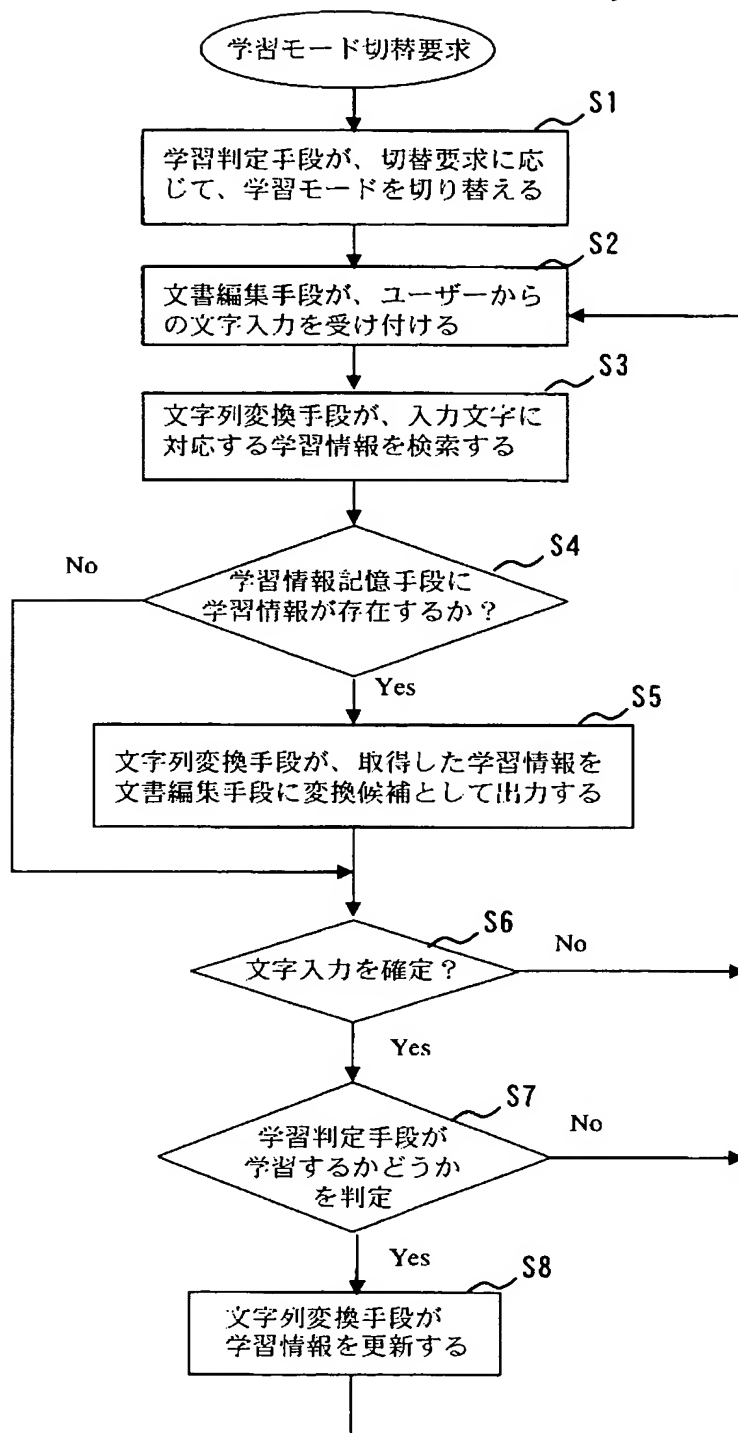 学習モード切替要求
S1
学習判定手段が、切替要求に応
じて、学習モードを切り替える
S2
文書編集手段が、ユーザーから
の文字入力を受け付ける
S3
文字列変換手段が、入力文字に
対応する学習情報を検索する
S4
No
学習情報記憶手段に
学習情報が存在するか？
Yes
S5
文字列変換手段が、取得した学習情報を
文書編集手段に変換候補として出力する
S6
No
文字入力を確定？
Yes
S7
No
学習判定手段が
学習するかどうか
を判定
Yes
S8
文字列変換手段が
学習情報を更新する